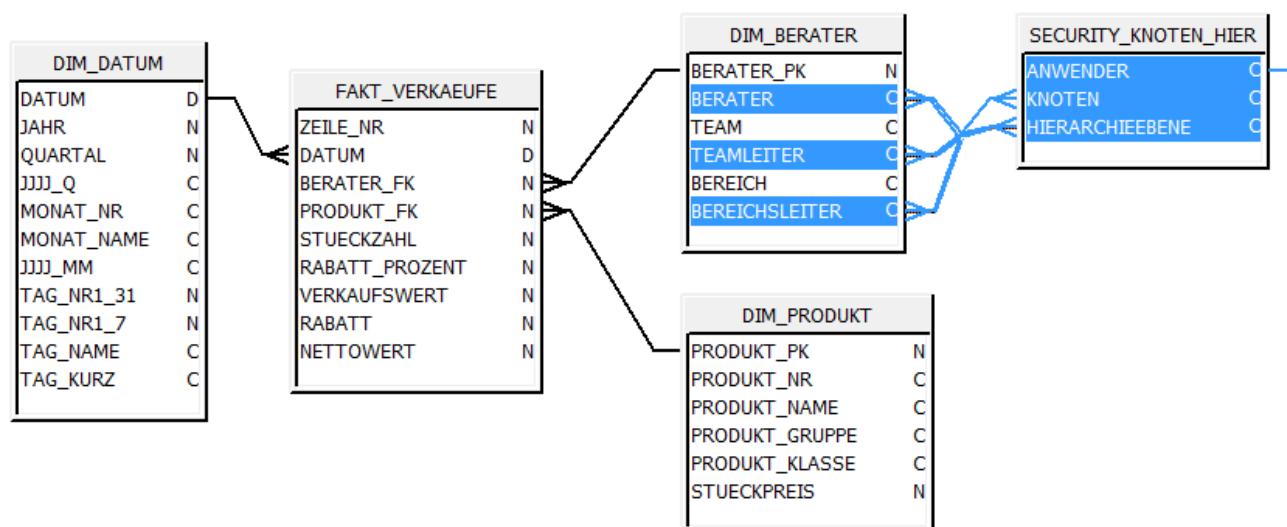 DIM_DATUM
DATUM D
JAHR N
QUARTAL N
JJJJ_Q C
MONAT_NR C
MONAT_NAME C
JJJJ_MM C
TAG_NR1_31 N
TAG_NR1_7 N
TAG_NAME C
TAG_KURZ C
FAKT_VERKAEUFE
ZEILE_NR N
DATUM D
BERATER_FK N
PRODUKT_FK N
STUECKZAHL N
RABATT_PROZENT N
VERKAUFSWERT N
RABATT N
NETTOWERT N
DIM_BERATER
BERATER_PK N
BERATER C
TEAM C
TEAMLEITER C
BEREICH C
BEREICHSLEITER C
SECURITY_KNOTEN_HIER
ANWENDER C
KNOTEN C
HIERARCHIEEBENE C
DIM_PRODUKT
PRODUKT_PK N
PRODUKT_NR C
PRODUKT_NAME C
PRODUKT_GRUPPE C
PRODUKT_KLASSE C
STUECKPREIS N